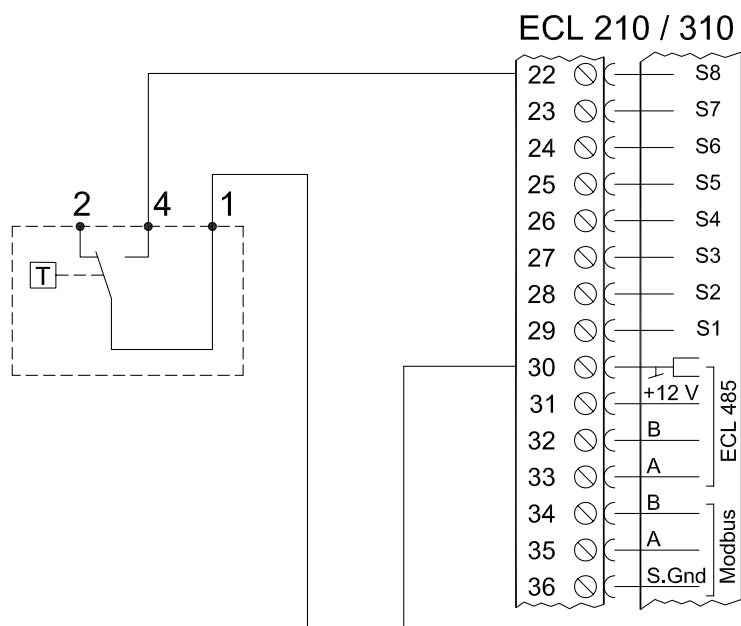 ECL 210 / 310
22 S8
23 S7
24 S6
25 S5
26 S4
27 S3
28 S2
29 S1
30
31 +12 V
32 B
33 A
ECL 485
34 B
35 A
36 S.Gnd
Modbus
2 4 1
T